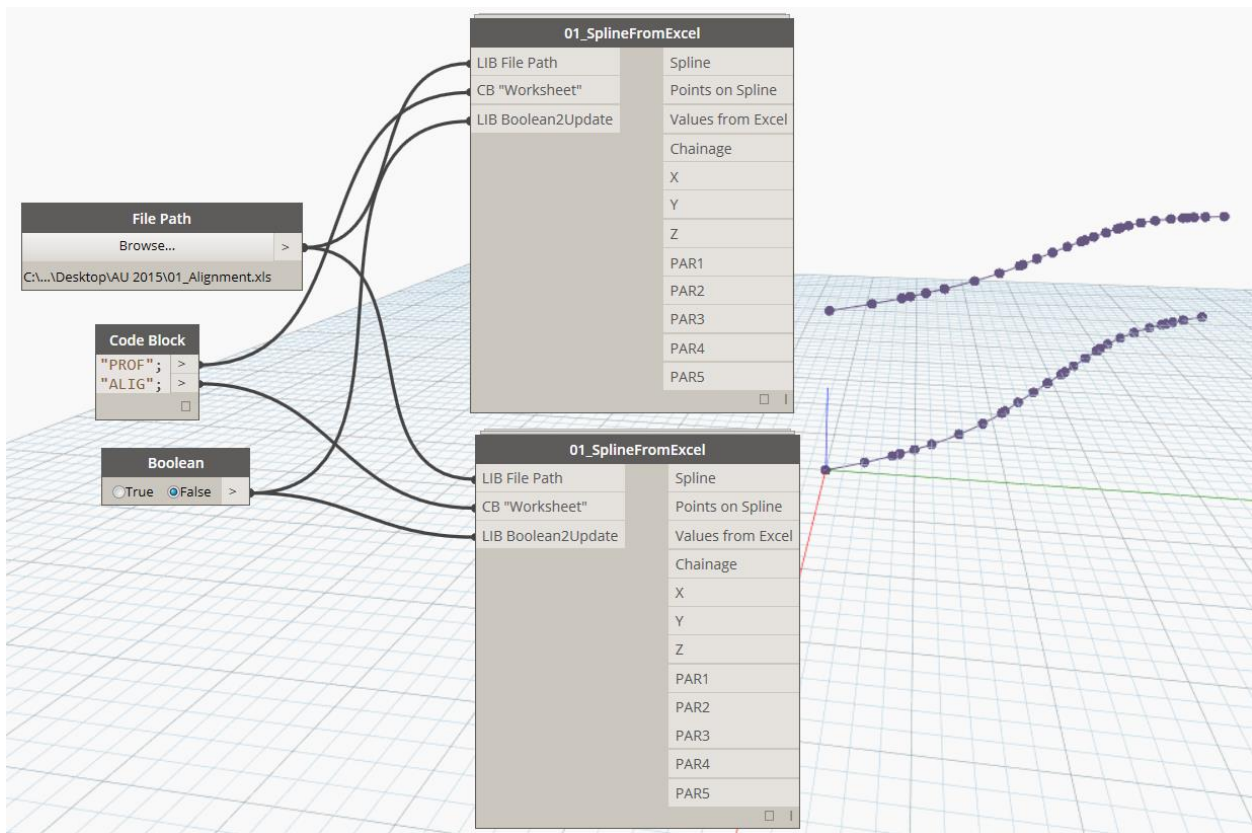 01_SplineFromExcel
LIB File Path
Spline
CB "Worksheet"
Points on Spline
LIB Boolean2Update
Values from Excel
Chainage
X
Y
Z
PAR1
PAR2
PAR3
PAR4
PAR5
File Path
Browse...
>
C:\...\Desktop\AU 2015\01_Alignment.xls
Code Block
"PROF"; >
"ALIG"; >
Boolean
True False >
01_SplineFromExcel
LIB File Path
Spline
CB "Worksheet"
Points on Spline
LIB Boolean2Update
Values from Excel
Chainage
X
Y
Z
PAR1
PAR2
PAR3
PAR4
PAR5